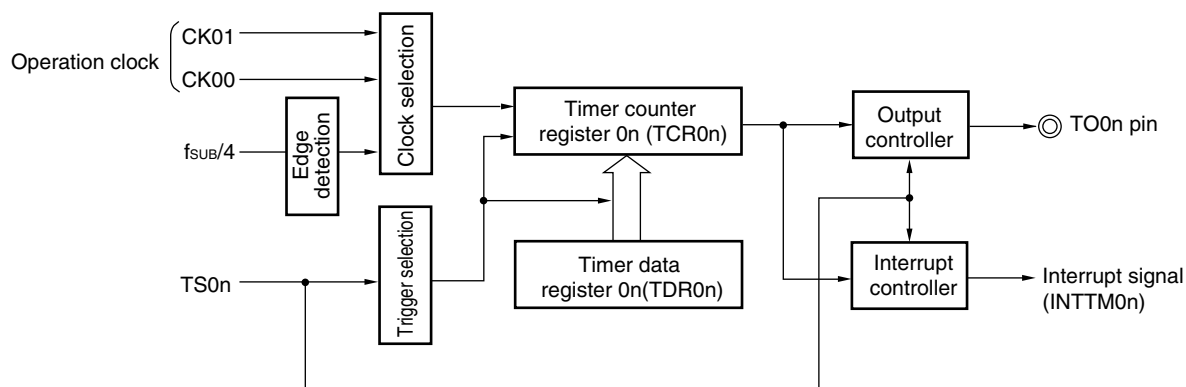 Operation clock
CK01
CK00
fSUB/4
Edge
detection
Clock selection
TS0n
Trigger selection
Timer counter
register 0n (TCR0n)
Timer data
register 0n(TDR0n)
Output
controller
TO0n pin
Interrupt
controller
Interrupt signal
(INTTM0n)